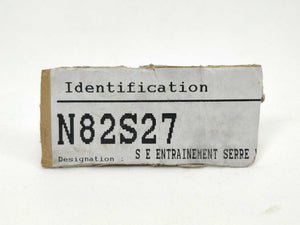 Identification
N82S27
Designation : S E ENTRAINEMENT SERRE